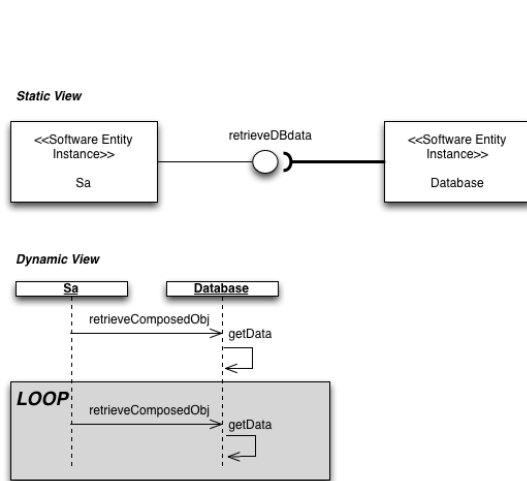 Static View
<<Software Entity
Instance>>
Sa
retrieveDBdata
<<Software Entity
Instance>>
Database
Dynamic View
Sa
Database
retrieveComposedObj
getData
LOOP
retrieveComposedObj
getData